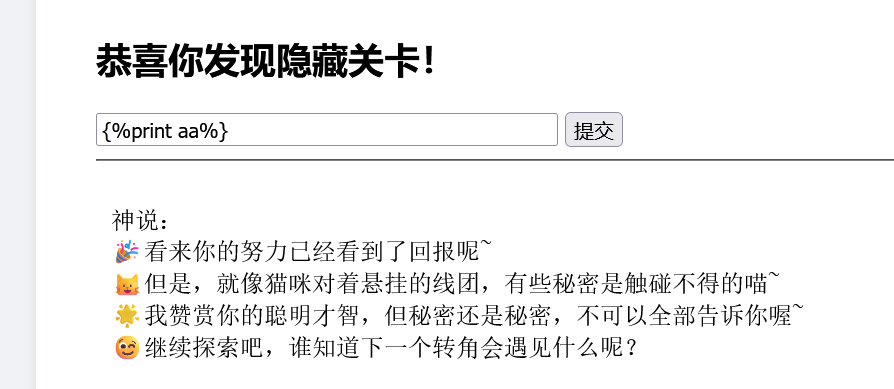 恭喜你发现隐藏关卡！
{%print aa%}
提交
神说：
🎉看来你的努力已经看到了回报呢~
😺但是，就像猫咪对着悬挂的线团，有些秘密是触碰不得的喵~
🌟我赞赏你的聪明才智，但秘密还是秘密，不可以全部告诉你喔~
😉继续探索吧，谁知道下一个转角会遇见什么呢？